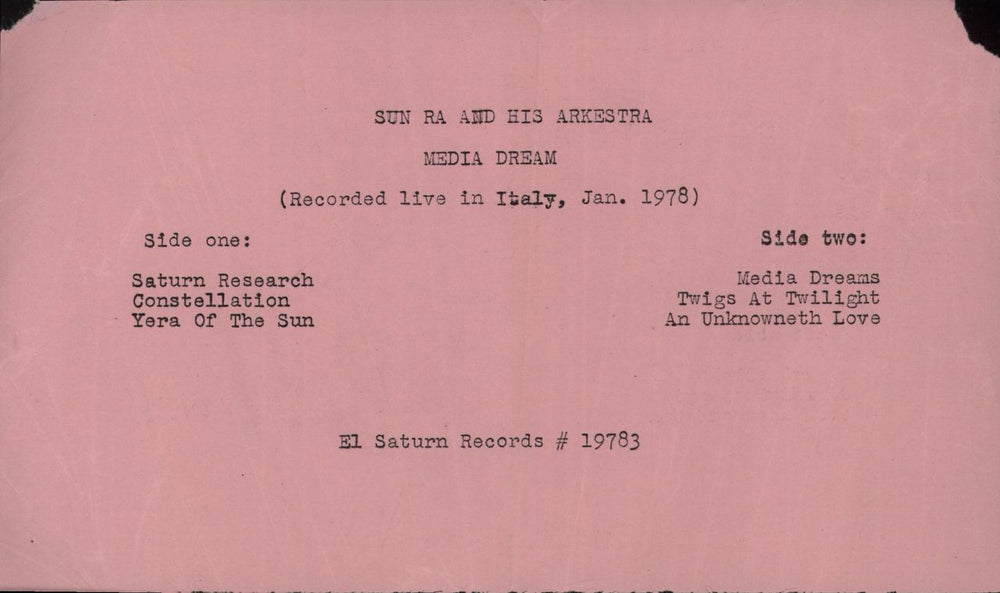 SUN RA AND HIS ARKESTRA
MEDIA DREAM
(Recorded live in Italy, Jan. 1978)
Side one:
Saturn Research
Constellation
Yera Of The Sun
Side two:
Media Dreams
Twigs At Twilight
An Unknowneth Love
El Saturn Records # 19783